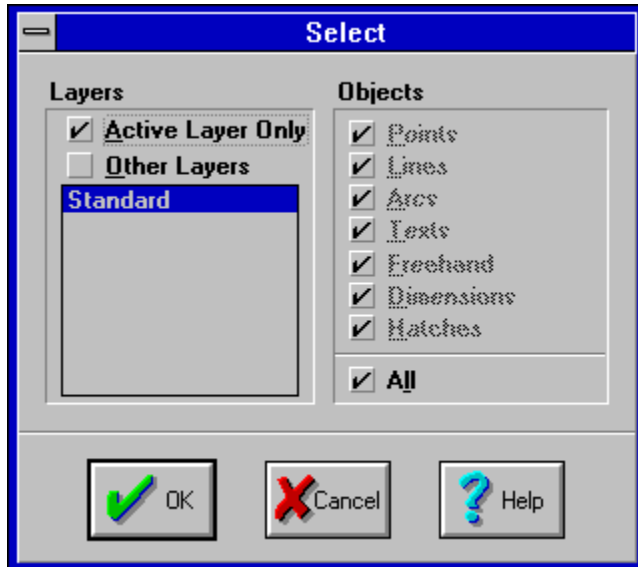 Select
Layers
Active Layer Only
Other Layers
Standard
Objects
Points
Lines
Arcs
Texts
Freehand
Dimensions
Hatches
All
OK
Cancel
Help